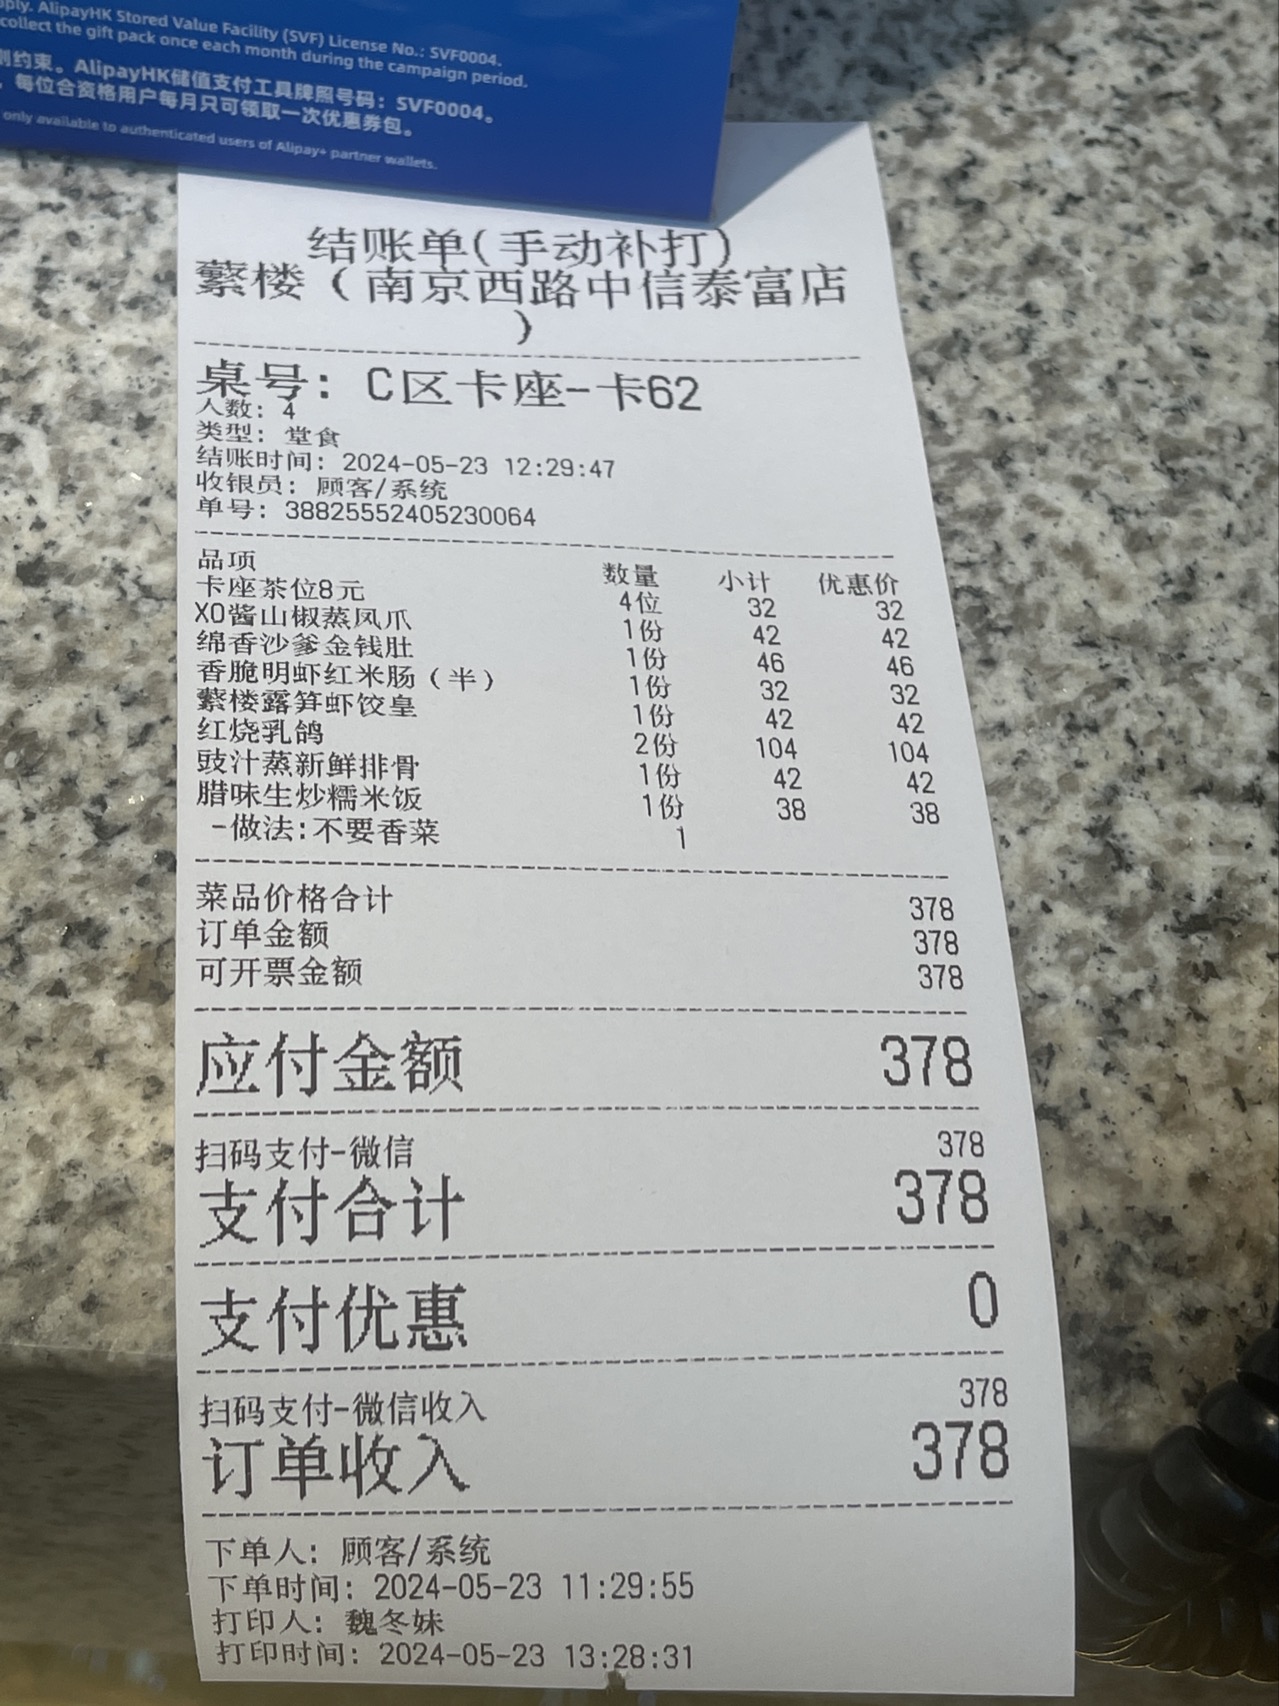 ply. AlipayHK Stored Value Facility (SVF) License No.: SVF0004.
collect the gift pack once each month during the campaign period.
则约束。AlipayHK储值支付工具牌照号码：SVF0004。
，每位合资格用户每月只可领取一次优惠券包。
only available to authenticated users of Alipay+ partner wallets.
结账单(手动补打)
蘩楼（南京西路中信泰富店
）
桌号：C区卡座-卡62
人数：4
类型：堂食
结账时间：2024-05-23 12:29:47
收银员：顾客/系统
单号：38825552405230064
品项 数量 小计 优惠价
卡座茶位8元 4位 32 32
XO酱山椒蒸凤爪 1份 42 42
绵香沙爹金钱肚 1份 46 46
香脆明虾红米肠（半） 1份 32 32
蘩楼露笋虾饺皇 1份 42 42
红烧乳鸽 2份 104 104
豉汁蒸新鲜排骨 1份 42 42
腊味生炒糯米饭 1份 38 38
-做法:不要香菜 1
菜品价格合计 378
订单金额 378
可开票金额 378
应付金额 378
扫码支付-微信 378
支付合计 378
支付优惠 0
扫码支付-微信收入 378
订单收入 378
下单人：顾客/系统
下单时间：2024-05-23 11:29:55
打印人：魏冬妹
打印时间：2024-05-23 13:28:31